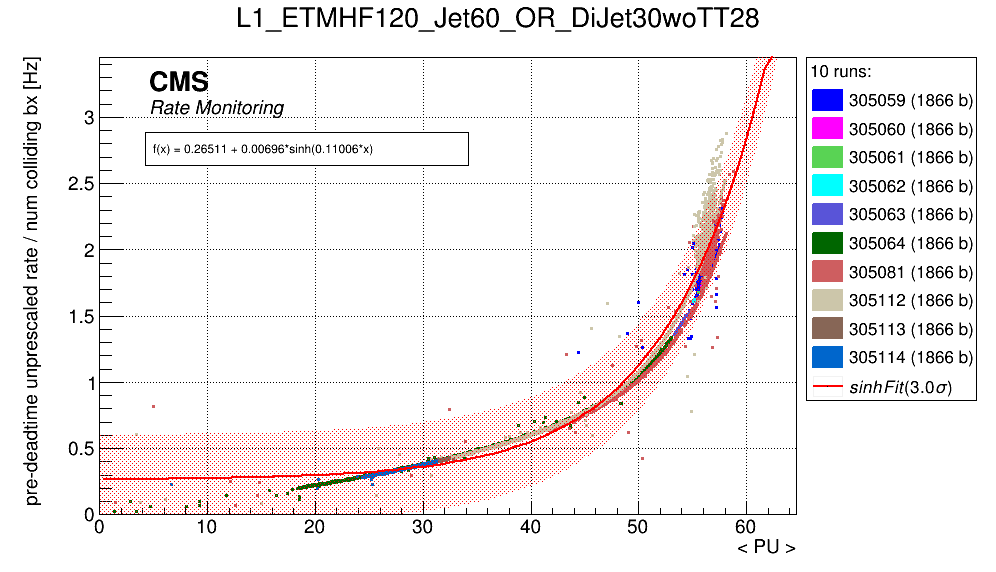 L1_ETMHF120_Jet60_OR_DiJet30woTT28
pre-deadtime unprescaled rate / num colliding bx [Hz]
CMS
Rate Monitoring
f(x) = 0.26511 + 0.00696*sinh(0.11006*x)
3
2.5
2
1.5
1
0.5
0
0 10 20 30 40 50 60
< PU >
10 runs:
305059 (1866 b)
305060 (1866 b)
305061 (1866 b)
305062 (1866 b)
305063 (1866 b)
305064 (1866 b)
305081 (1866 b)
305112 (1866 b)
305113 (1866 b)
305114 (1866 b)
sinhFit(3.0σ)